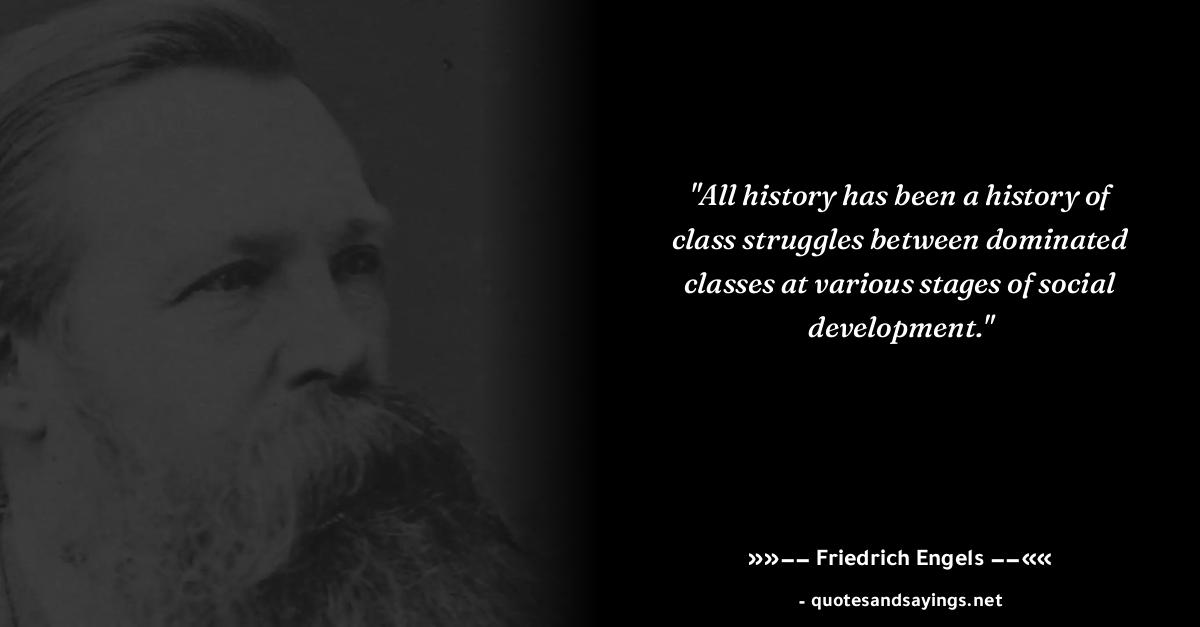 "All history has been a history of
class struggles between dominated
classes at various stages of social
development."
»»–– Friedrich Engels ––««
- quotesandsayings.net